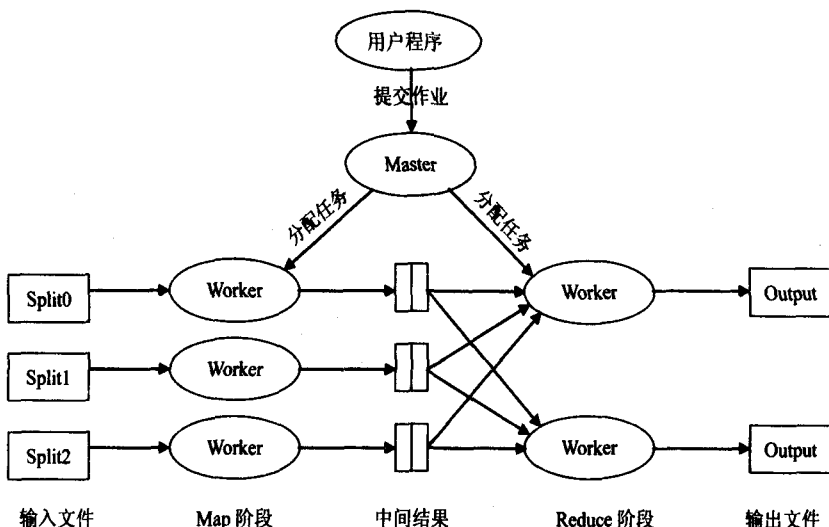 用户程序
提交作业
Master
分配任务
分配任务
Split0
Worker
Worker
Output
Split1
Worker
Split2
Worker
Worker
Output
输入文件
Map 阶段
中间结果
Reduce 阶段
输出文件